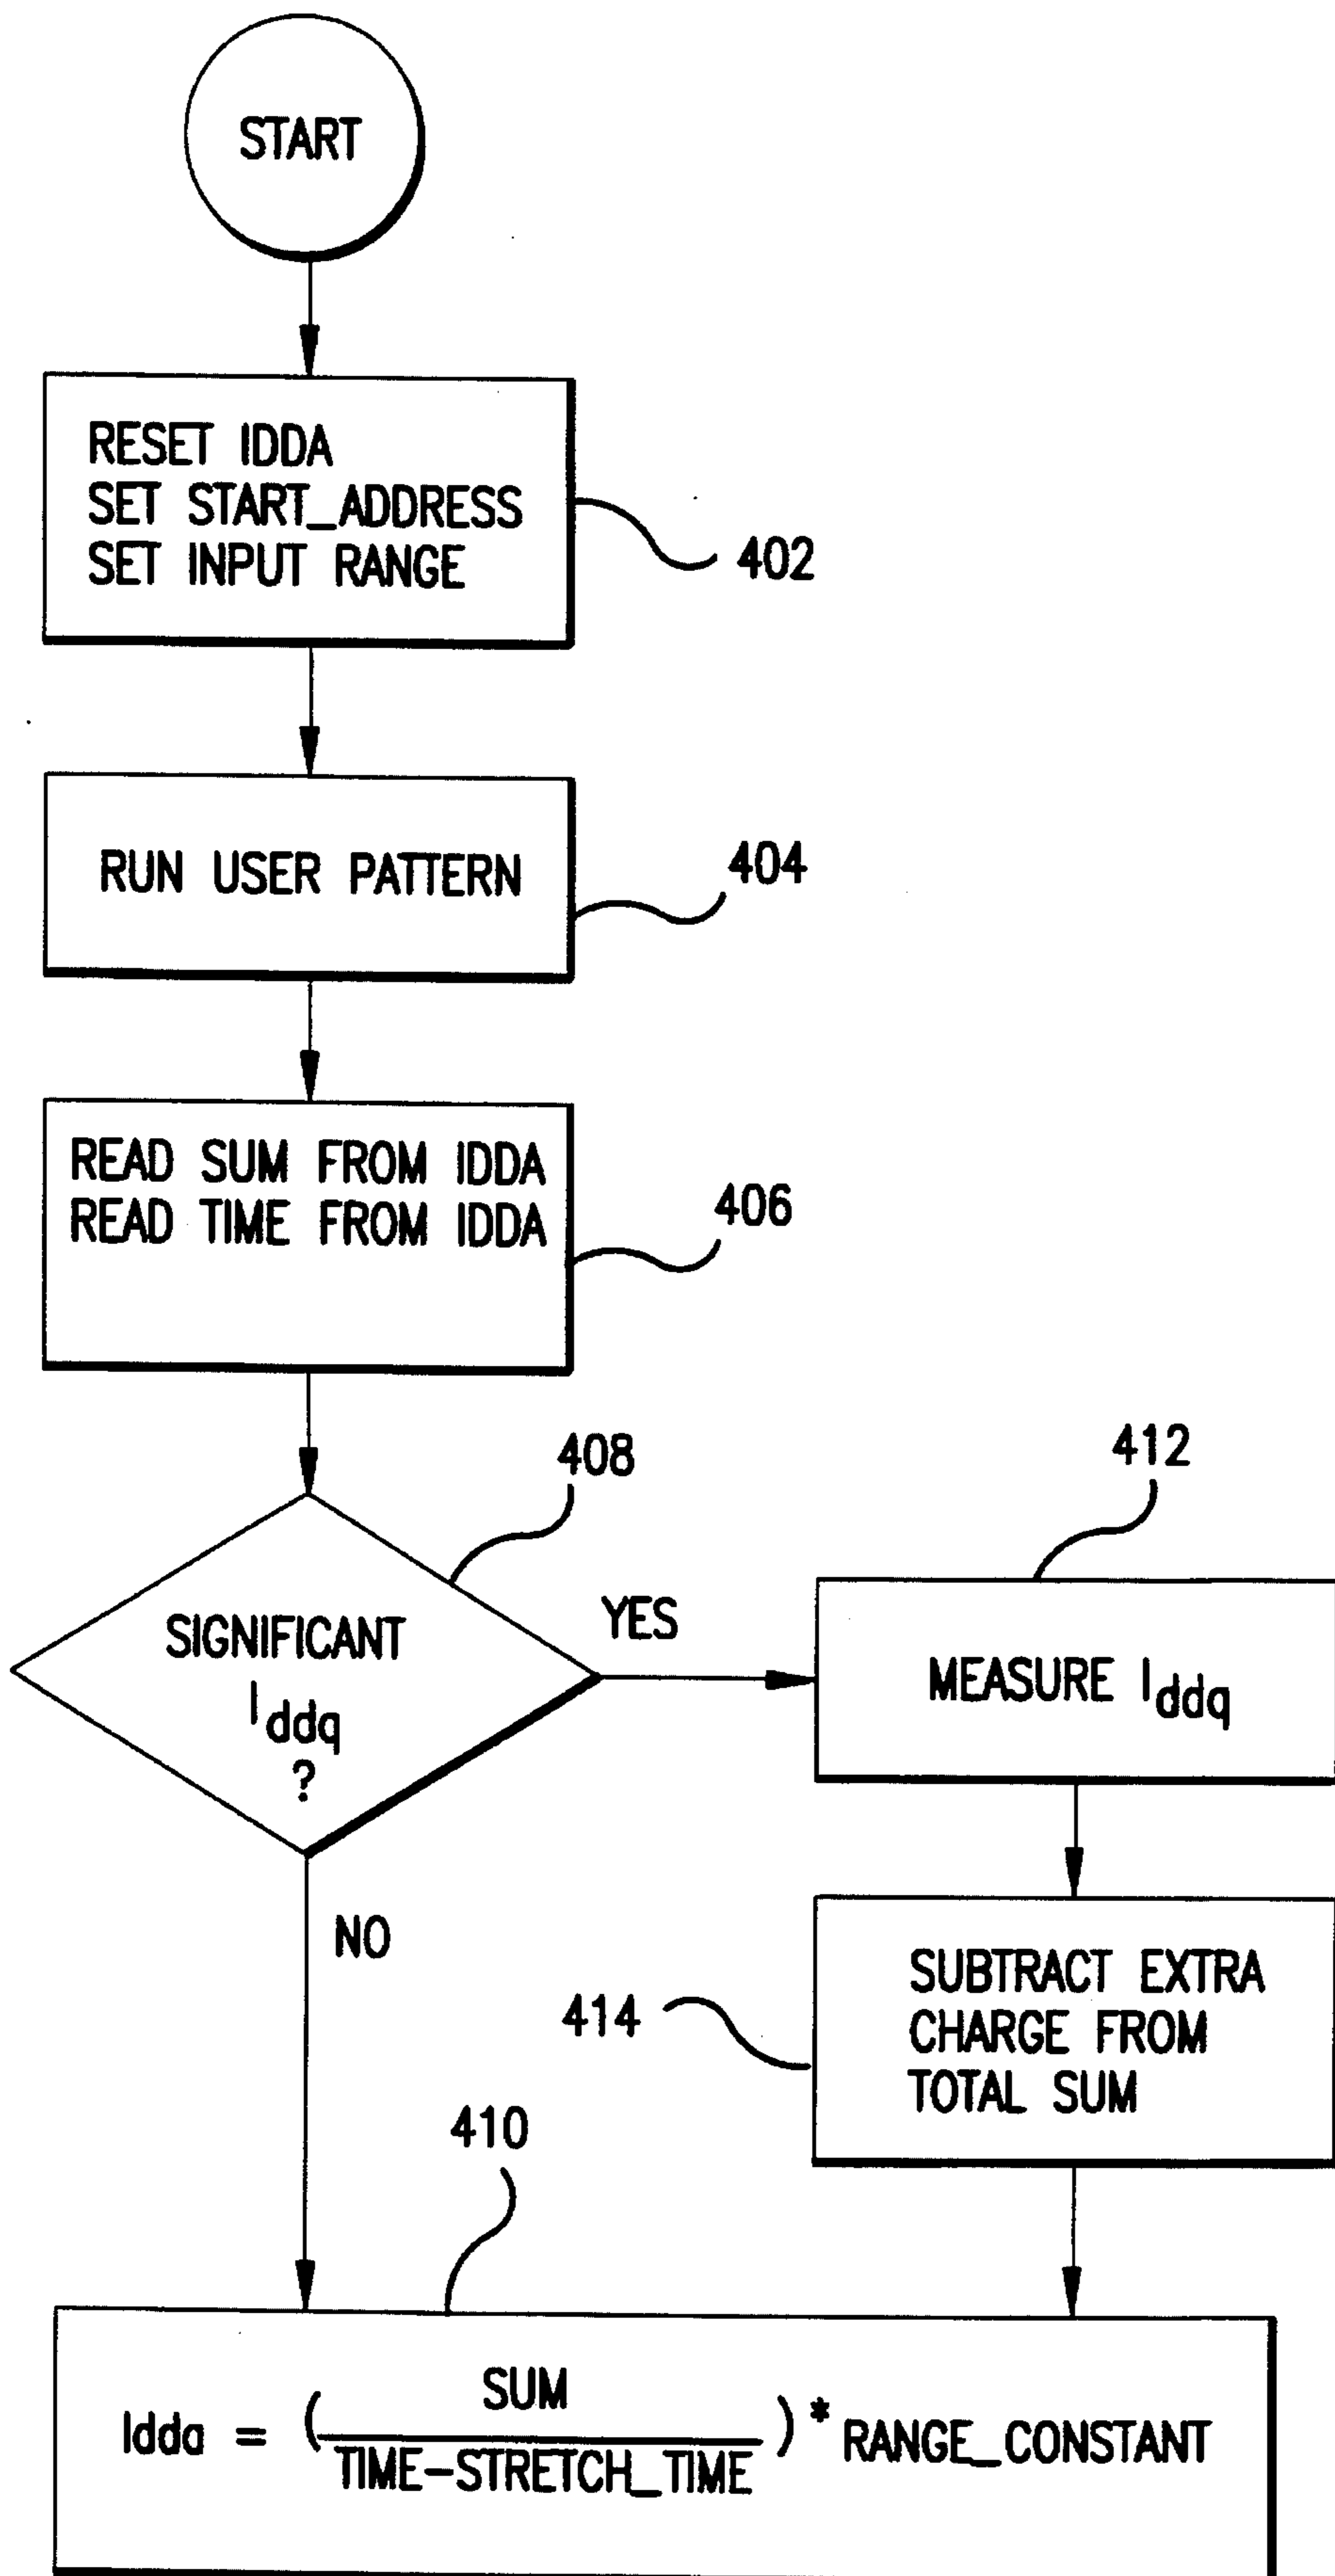 START
RESET IDDA
SET START_ADDRESS
SET INPUT RANGE
402
RUN USER PATTERN
404
READ SUM FROM IDDA
READ TIME FROM IDDA
406
408
SIGNIFICANT
Iddq
?
YES
412
MEASURE Iddq
NO
SUBTRACT EXTRA
CHARGE FROM
TOTAL SUM
414
410
Idda = (SUM
TIME-STRETCH_TIME) * RANGE_CONSTANT